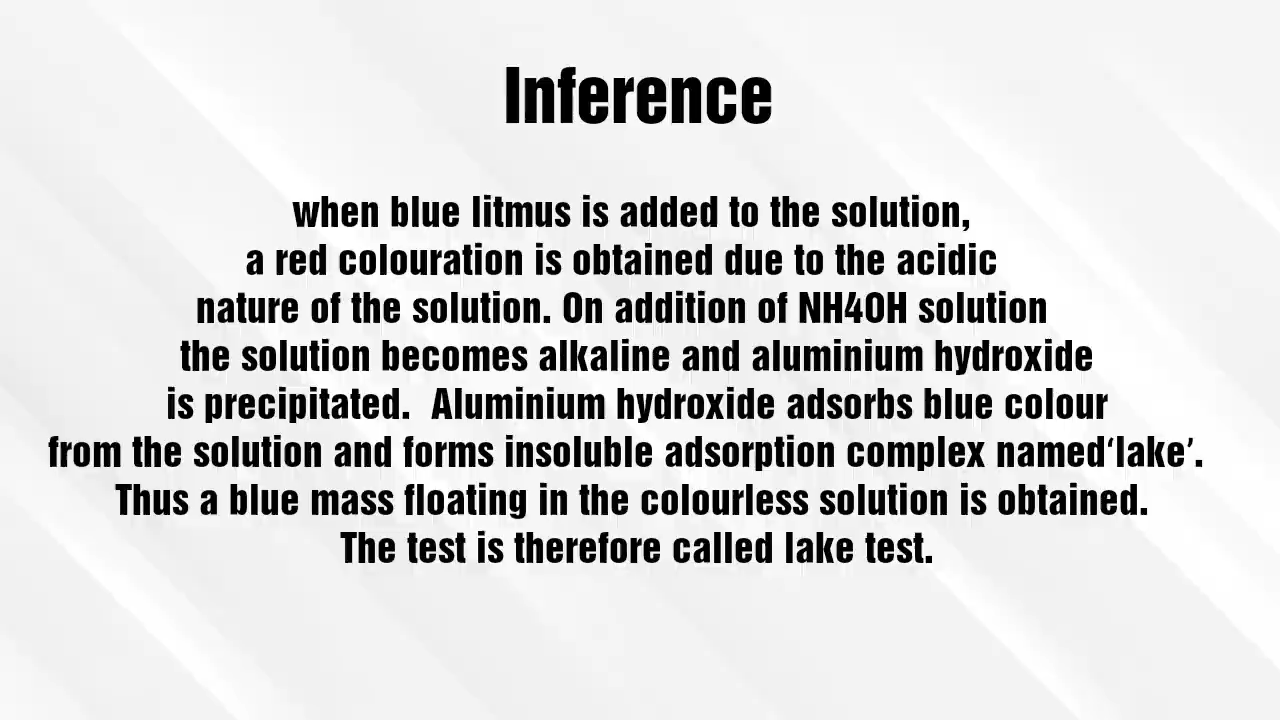 Inference
when blue litmus is added to the solution,
a red colouration is obtained due to the acidic
nature of the solution. On addition of NH4OH solution
the solution becomes alkaline and aluminium hydroxide
is precipitated.  Aluminium hydroxide adsorbs blue colour
from the solution and forms insoluble adsorption complex named‘lake’.
Thus a blue mass floating in the colourless solution is obtained.
The test is therefore called lake test.